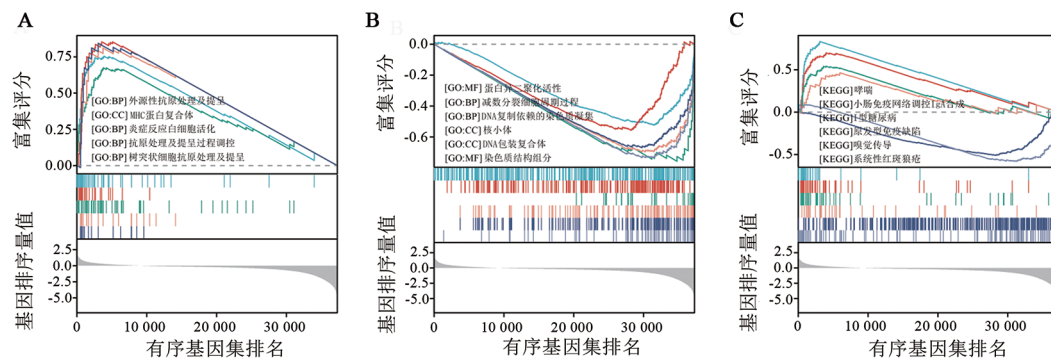 A
富集评分
0.75
0.50
0.25
0.00
[GO:BP] 外源性抗原处理及提呈
[GO:CC] MHC蛋白复合体
[GO:BP] 炎症反应白细胞活化
[GO:BP] 抗原处理及提呈过程调控
[GO:BP] 树突状细胞抗原处理及提呈
基因排序量值
2.5
0.0
-2.5
-5.0
0
10 000
20 000
30 000
有序基因集排名
B
富集评分
0.0
-0.2
-0.4
-0.6
[GO:MF] 蛋白异二聚化活性
[GO:BP] 减数分裂细胞周期过程
[GO:BP]DNA复制依赖的染色质凝集
[GO:CC] 核小体
[GO:CC]DNA包装复合体
[GO:MF] 染色质结构组分
基因排序量值
2.5
0.0
-2.5
-5.0
0
10 000
20 000
30 000
有序基因集排名
C
富集评分
0.5
0.0
-0.5
[KEGG] 哮喘
[KEGG] 小肠免疫网络调控
[KEGG] I型糖尿病
[KEGG] 原发型免疫缺陷
[KEGG] 嗅觉传导
[KEGG] 系统性红斑狼疮
基因排序量值
2.5
0.0
-2.5
-5.0
0
10 000
20 000
30 000
有序基因集排名